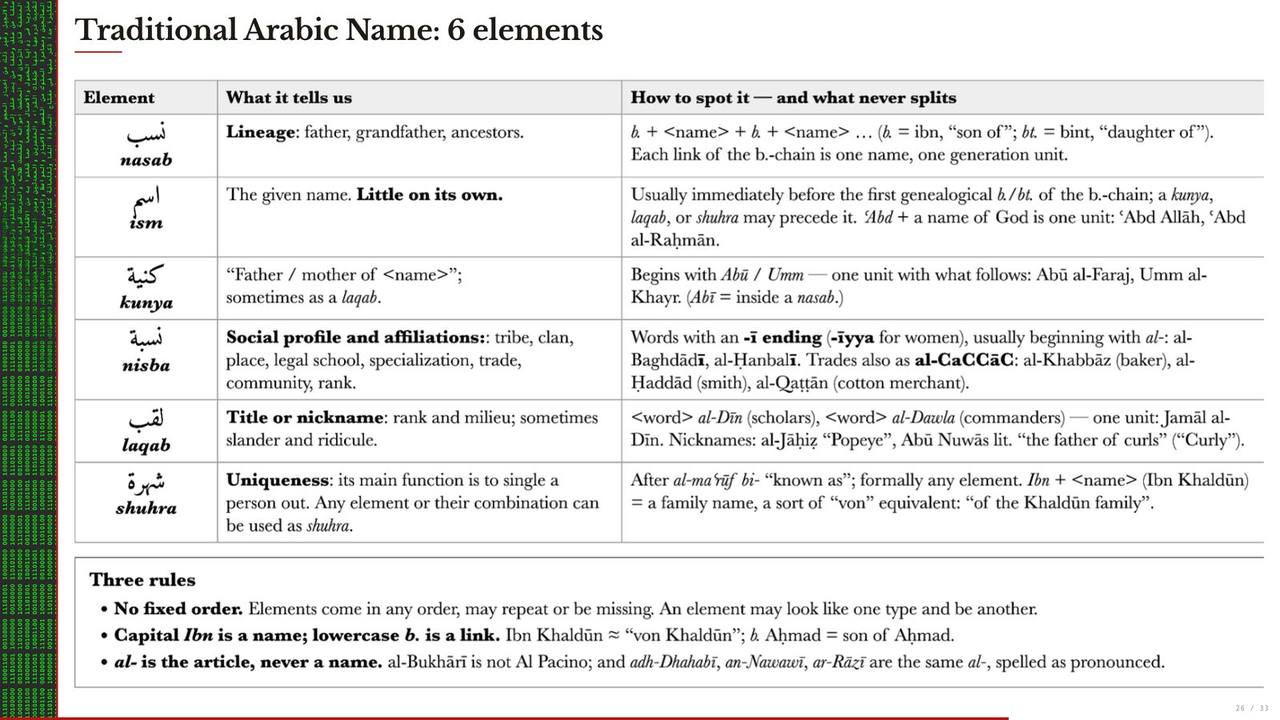 Traditional Arabic Name: 6 elements
Element
What it tells us
How to spot it — and what never splits
نسب
nasab
Lineage: father, grandfather, ancestors.
b. + <name> + b. + <name> … (b. = ibn, “son of”; bt. = bint, “daughter of”).
Each link of the b.-chain is one name, one generation unit.
اسم
ism
The given name. Little on its own.
Usually immediately before the first genealogical b./bt. of the b.-chain; a kunya,
laqab, or shuhra may precede it. ʿAbd + a name of God is one unit: ʿAbd Allāh, ʿAbd
al-Raḥmān.
كنية
kunya
“Father / mother of <name>”;
sometimes as a laqab.
Begins with Abū / Umm — one unit with what follows: Abū al-Faraj, Umm al-
Khayr. (Abī = inside a nasab.)
نسبة
nisba
Social profile and affiliations:: tribe, clan,
place, legal school, specialization, trade,
community, rank.
Words with an -ī ending (-īyya for women), usually beginning with al-: al-
Baghdādī, al-Ḥanbalī. Trades also as al-CaCCāC: al-Khabbāz (baker), al-
Ḥaddād (smith), al-Qaṭṭān (cotton merchant).
لقب
laqab
Title or nickname: rank and milieu; sometimes
slander and ridicule.
<word> al-Dīn (scholars), <word> al-Dawla (commanders) — one unit: Jamāl al-
Dīn. Nicknames: al-Jāḥiẓ “Popeye”, Abū Nuwās lit. “the father of curls” (“Curly”).
شهرة
shuhra
Uniqueness: its main function is to single a
person out. Any element or their combination can
be used as shuhra.
After al-maʿrūf bi- “known as”; formally any element. Ibn + <name> (Ibn Khaldūn)
= a family name, a sort of “von” equivalent: “of the Khaldūn family”.
Three rules
• No fixed order. Elements come in any order, may repeat or be missing. An element may look like one type and be another.
• Capital Ibn is a name; lowercase b. is a link. Ibn Khaldūn ≈ “von Khaldūn”; b. Aḥmad = son of Aḥmad.
• al- is the article, never a name. al-Bukhārī is not Al Pacino; and adh-Dhahabī, an-Nawawī, ar-Rāzī are the same al-, spelled as pronounced.
26 / 33